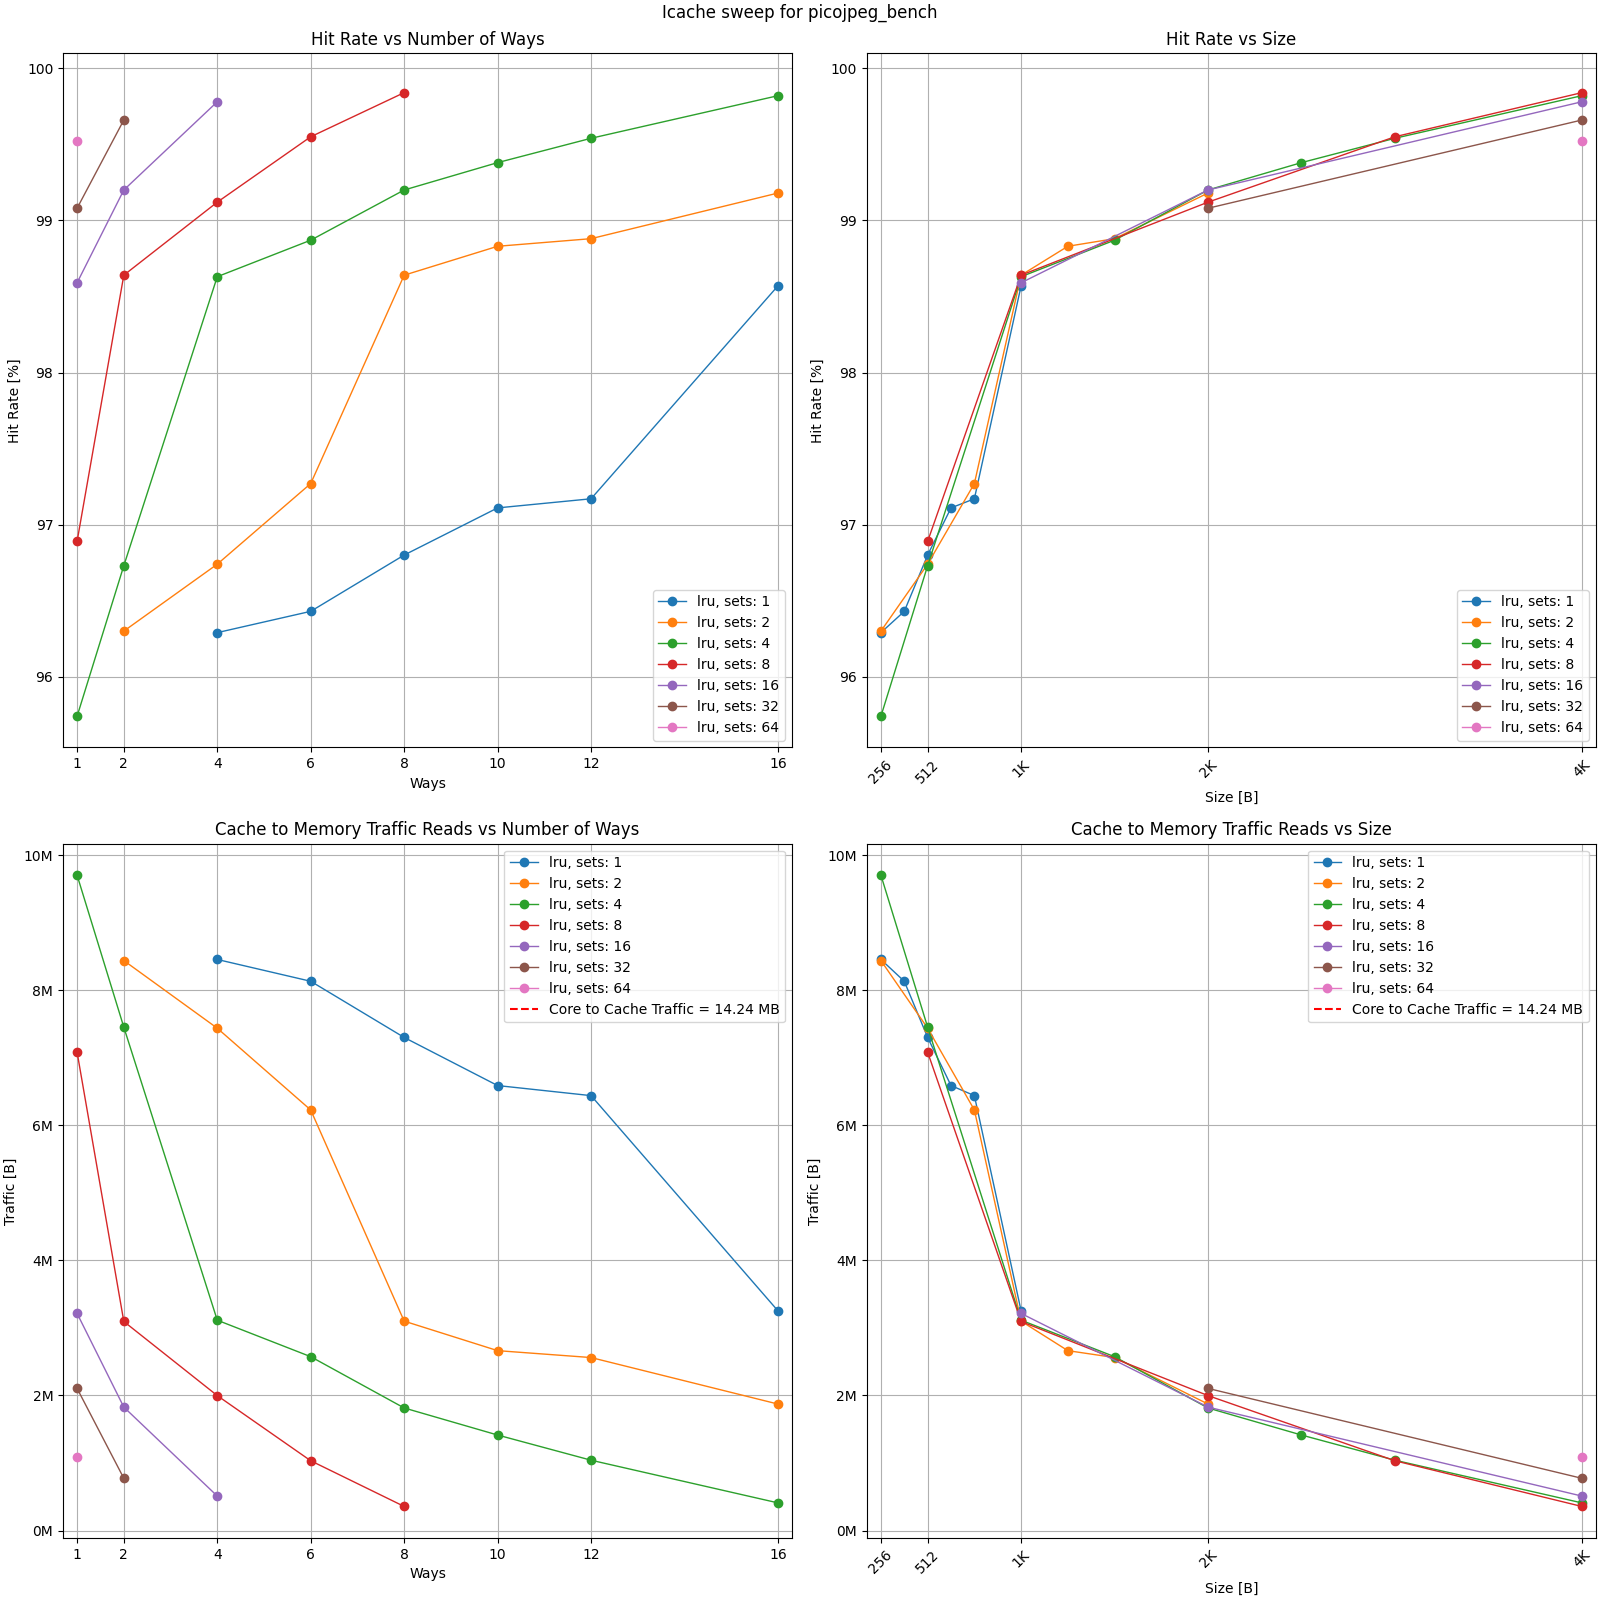 Icache sweep for picojpeg_bench
Hit Rate vs Number of Ways
Hit Rate [%]
100
99
98
97
96
1 2 4 6 8 10 12 16
Ways
lru, sets: 1
lru, sets: 2
lru, sets: 4
lru, sets: 8
lru, sets: 16
lru, sets: 32
lru, sets: 64
Hit Rate vs Size
Hit Rate [%]
100
99
98
97
96
256 512 1K 2K 4K
Size [B]
lru, sets: 1
lru, sets: 2
lru, sets: 4
lru, sets: 8
lru, sets: 16
lru, sets: 32
lru, sets: 64
Cache to Memory Traffic Reads vs Number of Ways
Traffic [B]
10M
8M
6M
4M
2M
0M
1 2 4 6 8 10 12 16
Ways
lru, sets: 1
lru, sets: 2
lru, sets: 4
lru, sets: 8
lru, sets: 16
lru, sets: 32
lru, sets: 64
Core to Cache Traffic = 14.24 MB
Cache to Memory Traffic Reads vs Size
Traffic [B]
10M
8M
6M
4M
2M
0M
256 512 1K 2K 4K
Size [B]
lru, sets: 1
lru, sets: 2
lru, sets: 4
lru, sets: 8
lru, sets: 16
lru, sets: 32
lru, sets: 64
Core to Cache Traffic = 14.24 MB